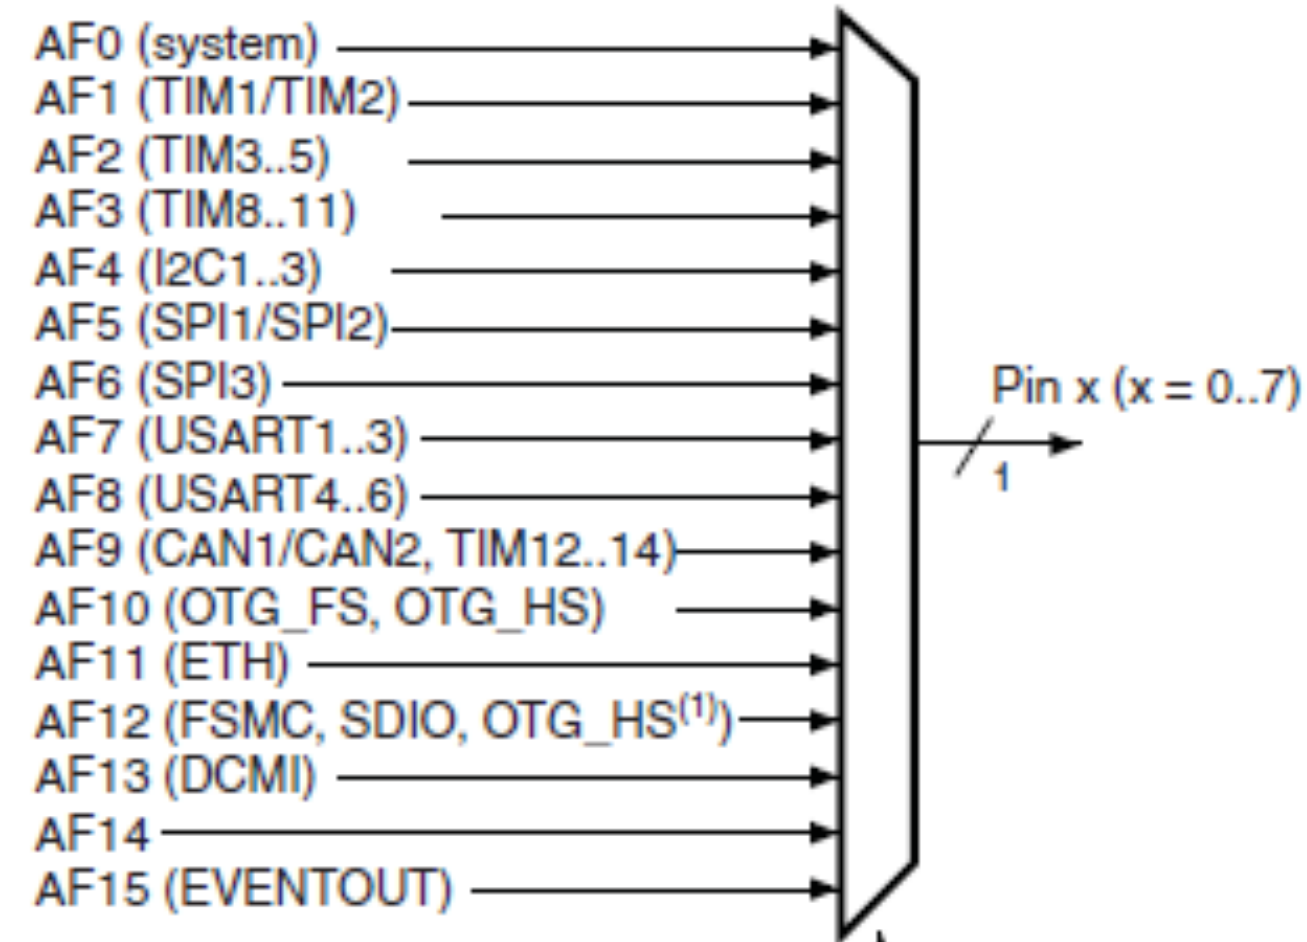 AF0 (system)
AF1 (TIM1/TIM2)
AF2 (TIM3..5)
AF3 (TIM8..11)
AF4 (I2C1..3)
AF5 (SPI1/SPI2)
AF6 (SPI3)
AF7 (USART1..3)
AF8 (USART4..6)
AF9 (CAN1/CAN2, TIM12..14)
AF10 (OTG_FS, OTG_HS)
AF11 (ETH)
AF12 (FSMC, SDIO, OTG_HS(1))
AF13 (DCMI)
AF14
AF15 (EVENTOUT)
Pin x (x = 0..7)
1